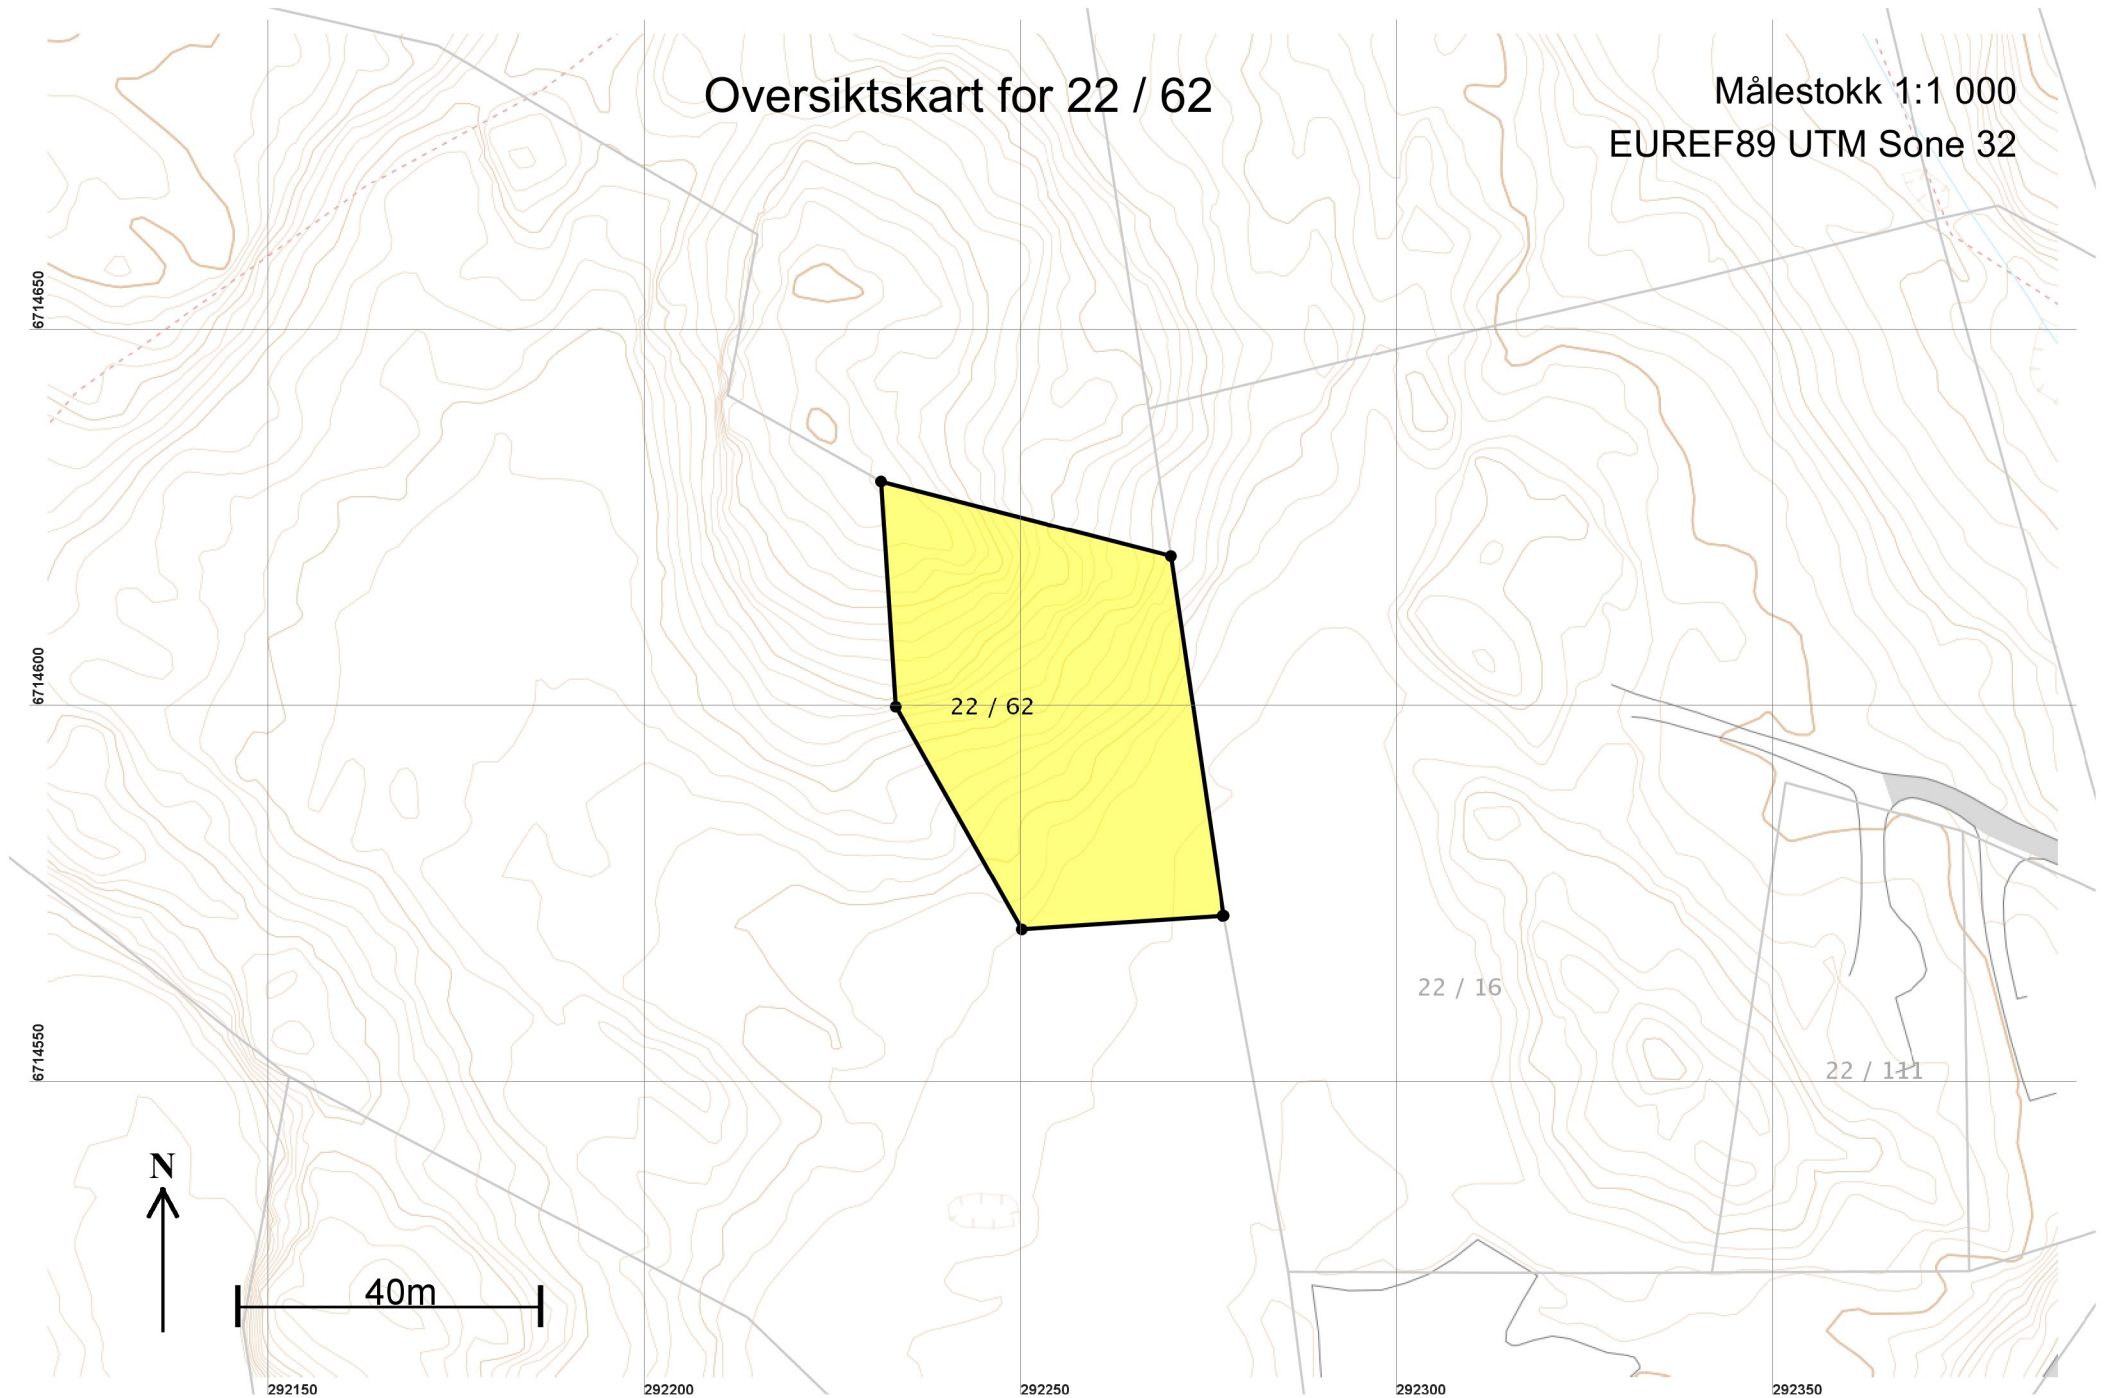 Oversiktskart for 22 / 62
Målestokk 1:1 000
EUREF89 UTM Sone 32
6714650
6714600
22 / 62
22 / 16
6714550
22 / 111
N
40m
292150
292200
292250
292300
292350